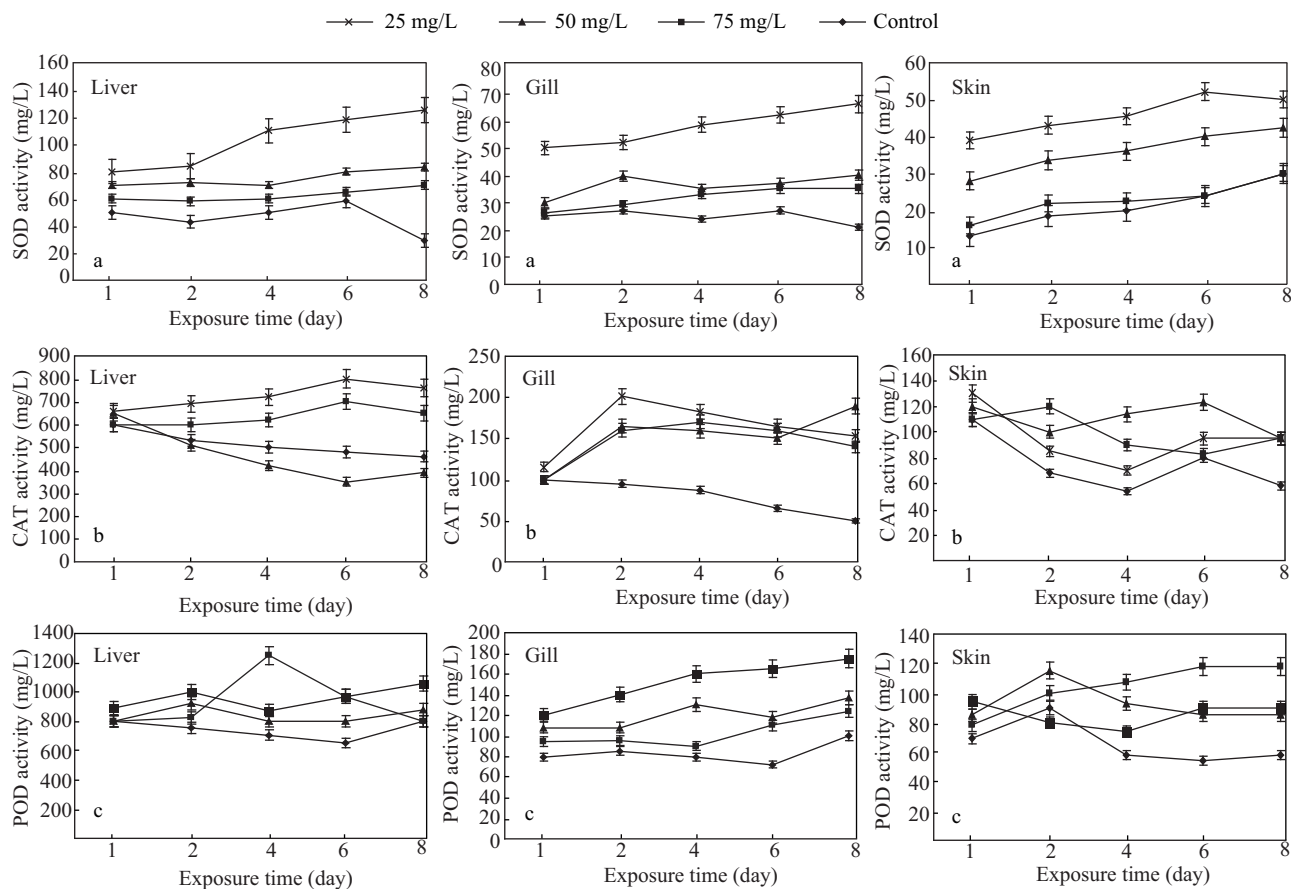 25 mg/L 50 mg/L 75 mg/L Control
SOD activity (mg/L)
160
140
120
100
80
60
40
20
0
Liver
a
1 2 4 6 8
Exposure time (day)
SOD activity (mg/L)
80
70
60
50
40
30
20
10
0
Gill
a
1 2 4 6 8
Exposure time (day)
SOD activity (mg/L)
60
50
40
30
20
10
Skin
a
1 2 4 6 8
Exposure time (day)
CAT activity (mg/L)
900
800
700
600
500
400
300
200
100
0
Liver
b
1 2 4 6 8
Exposure time (day)
CAT activity (mg/L)
250
200
150
100
50
0
Gill
b
1 2 4 6 8
Exposure time (day)
CAT activity (mg/L)
160
140
120
100
80
60
40
20
Skin
b
1 2 4 6 8
Exposure time (day)
POD activity (mg/L)
1400
1200
1000
800
600
400
200
Liver
c
1 2 4 6 8
Exposure time (day)
POD activity (mg/L)
200
180
160
140
120
100
80
60
40
20
0
Gill
c
1 2 4 6 8
Exposure time (day)
POD activity (mg/L)
140
120
100
80
60
40
20
0
Skin
c
1 2 4 6 8
Exposure time (day)